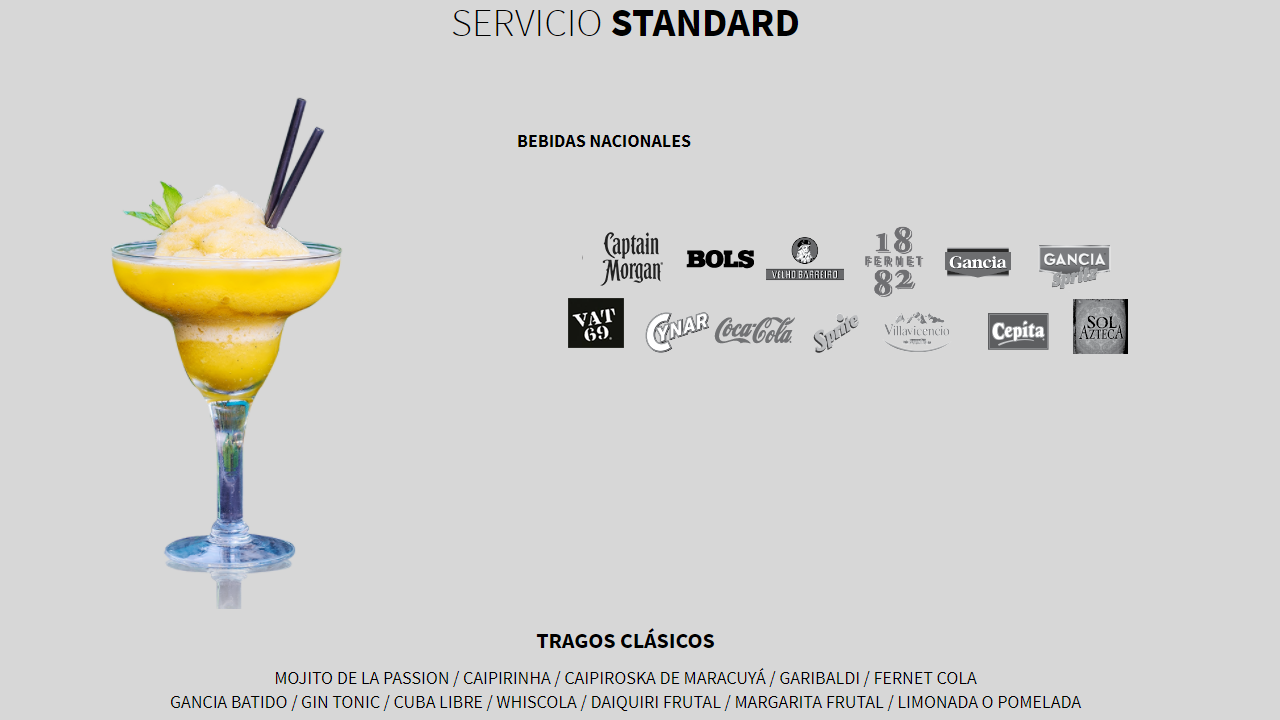 SERVICIO STANDARD
BEBIDAS NACIONALES
Captain Morgan
BOLS
VELHO BARREIRO
18 FERNET 82
Gancia
GANCIA Spritz
VAT 69
CYNAR
Coca-Cola
Sprite
Villavicencio
Cepita
SOL AZTECA
TRAGOS CLÁSICOS
MOJITO DE LA PASSION / CAIPIRINHA / CAIPIROSKA DE MARACUYÁ / GARIBALDI / FERNET COLA
GANCIA BATIDO / GIN TONIC / CUBA LIBRE / WHISCOLA / DAIQUIRI FRUTAL / MARGARITA FRUTAL / LIMONADA O POMELADA